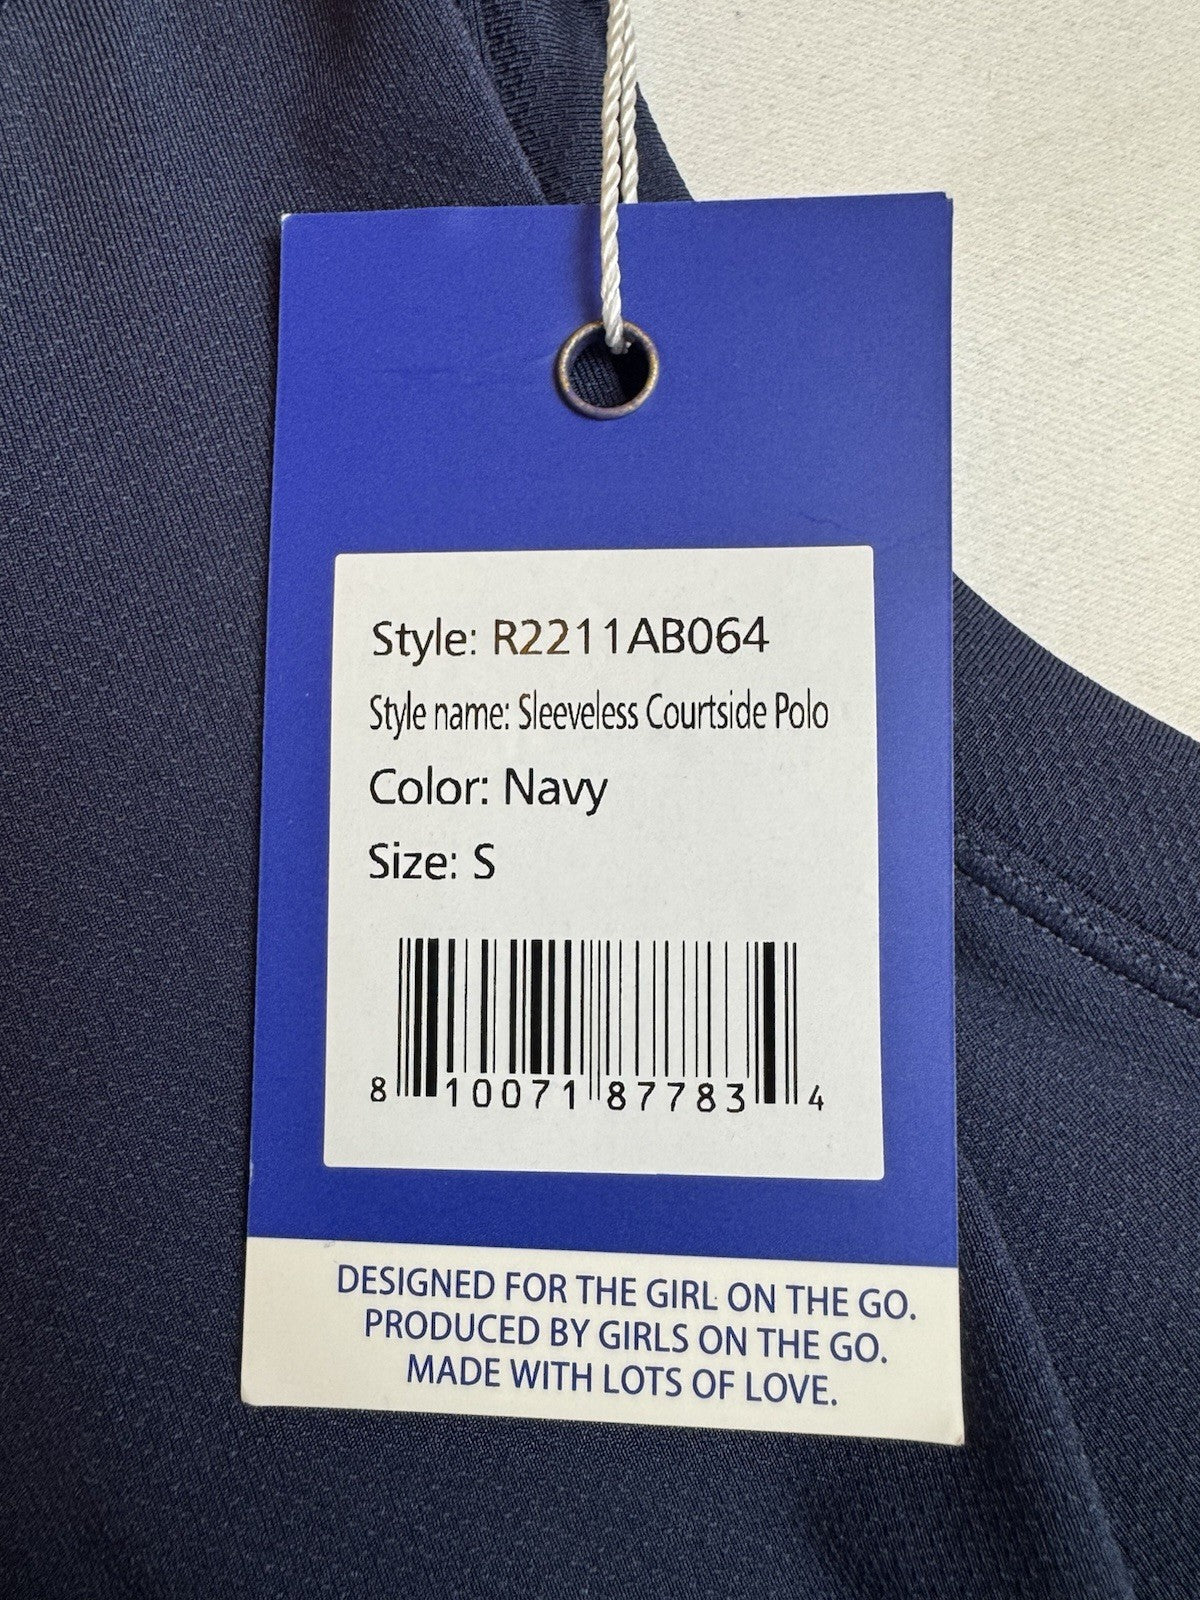 Style: R2211AB064
Style name: Sleeveless Courtside Polo
Color: Navy
Size: S
8 10071 87783 4
DESIGNED FOR THE GIRL ON THE GO.
PRODUCED BY GIRLS ON THE GO.
MADE WITH LOTS OF LOVE.